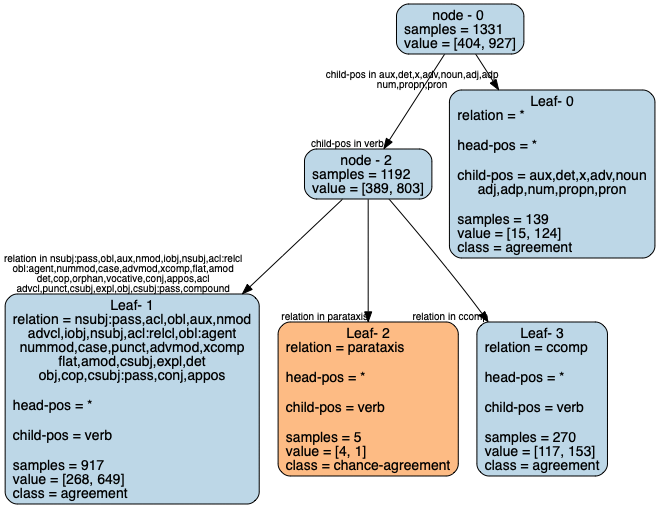 node - 0
samples = 1331
value = [404, 927]
child-pos in aux,det,x,adv,noun,adj,adp
num,propn,pron
Leaf- 0
relation = *
head-pos = *
child-pos = aux,det,x,adv,noun
adj,adp,num,propn,pron
samples = 139
value = [15, 124]
class = agreement
child-pos in verb
node - 2
samples = 1192
value = [389, 803]
relation in nsubj:pass,obl,aux,nmod,iobj,nsubj,acl:relcl
obl:agent,nummod,case,advmod,xcomp,flat,amod
det,cop,orphan,vocative,conj,appos,acl
advcl,punct,csubj,expl,obj,csubj:pass,compound
Leaf- 1
relation = nsubj:pass,acl,obl,aux,nmod
advcl,iobj,nsubj,acl:relcl,obl:agent
nummod,case,punct,advmod,xcomp
flat,amod,csubj,expl,det
obj,cop,csubj:pass,conj,appos
head-pos = *
child-pos = verb
samples = 917
value = [268, 649]
class = agreement
relation in parataxis
Leaf- 2
relation = parataxis
head-pos = *
child-pos = verb
samples = 5
value = [4, 1]
class = chance-agreement
relation in ccomp
Leaf- 3
relation = ccomp
head-pos = *
child-pos = verb
samples = 270
value = [117, 153]
class = agreement